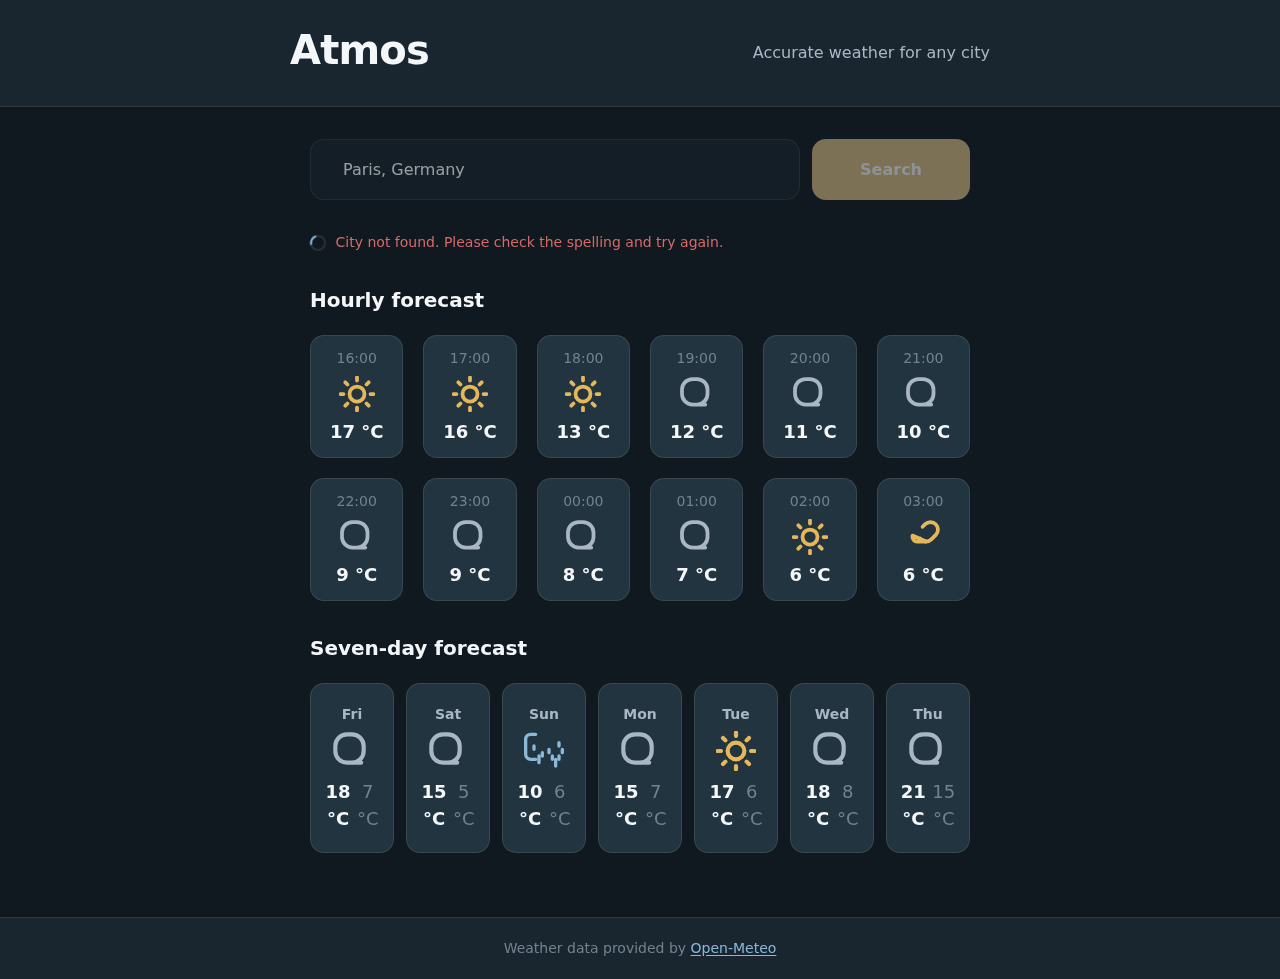 Atmos
Accurate weather for any city
Paris, Germany
Search
City not found. Please check the spelling and try again.
Hourly forecast
16:00 17:00 18:00 19:00 20:00 21:00
17 °C 16 °C 13 °C 12 °C 11 °C 10 °C
22:00 23:00 00:00 01:00 02:00 03:00
9 °C 9 °C 8 °C 7 °C 6 °C 6 °C
Seven-day forecast
Fri Sat Sun Mon Tue Wed Thu
18 7 15 5 10 6 15 7 17 6 18 8 21 15
°C °C °C °C °C °C °C °C °C °C °C °C °C °C
Weather data provided by Open-Meteo